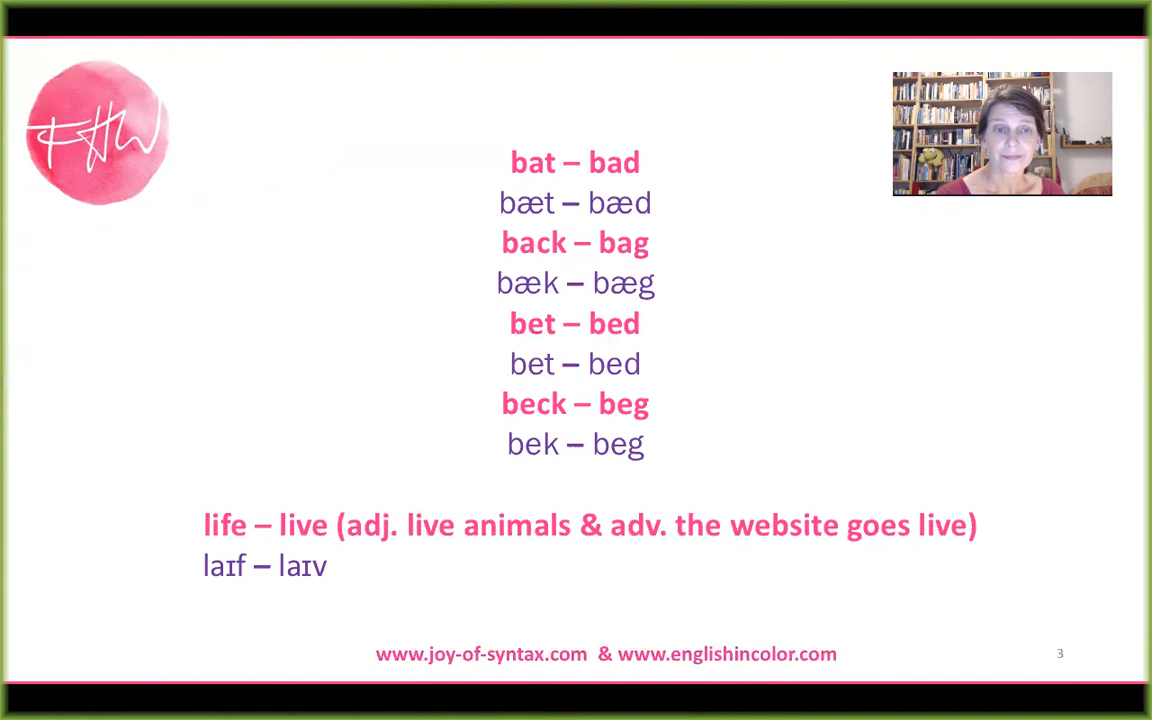 FHW
bat – bad
bæt – bæd
back – bag
bæk – bæg
bet – bed
bet – bed
beck – beg
bek – beg
life – live (adj. live animals & adv. the website goes live)
laɪf – laɪv
www.joy-of-syntax.com & www.englishincolor.com
3